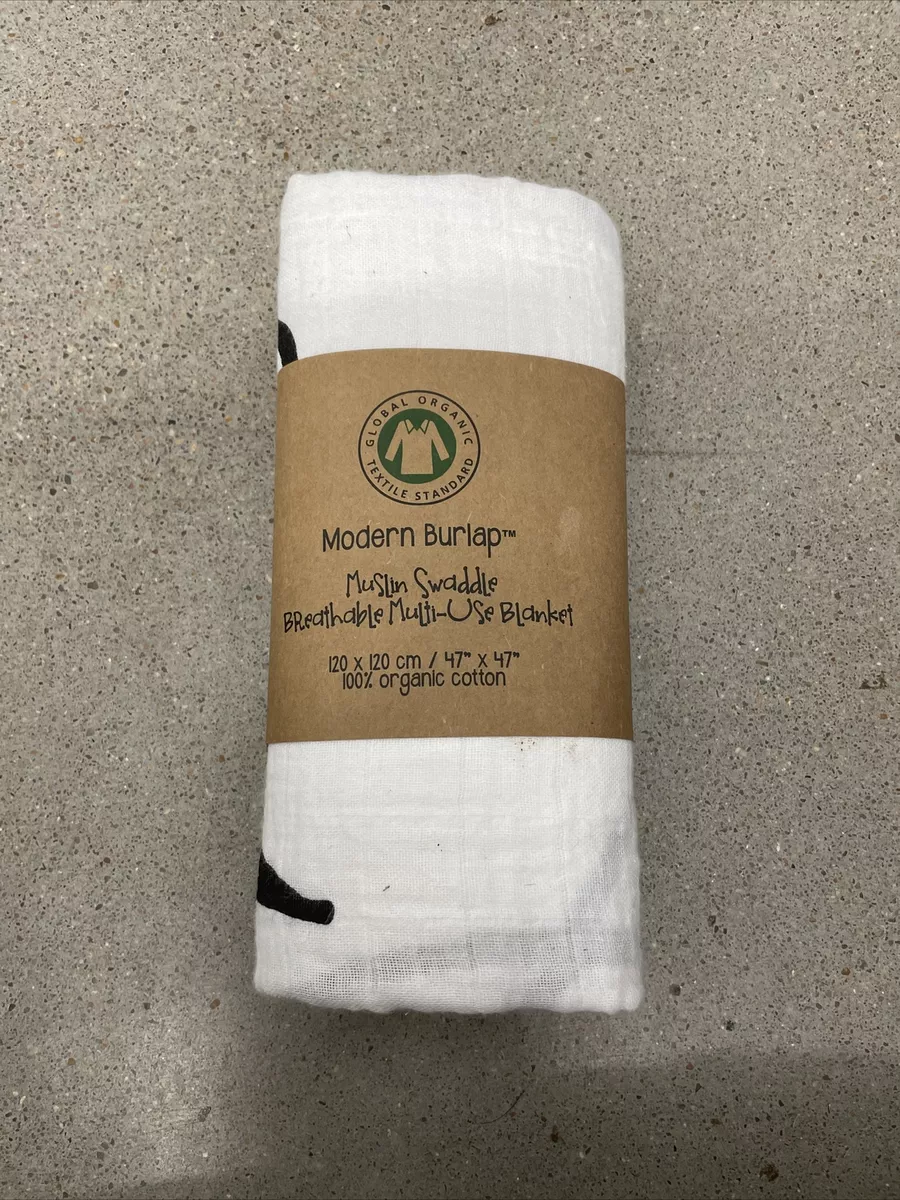 GLOBAL ORGANIC
TEXTILE STANDARD
Modern Burlap™
Muslin Swaddle
BReathable Multi-Use Blanket
120 x 120 cm / 47" x 47"
100% organic cotton